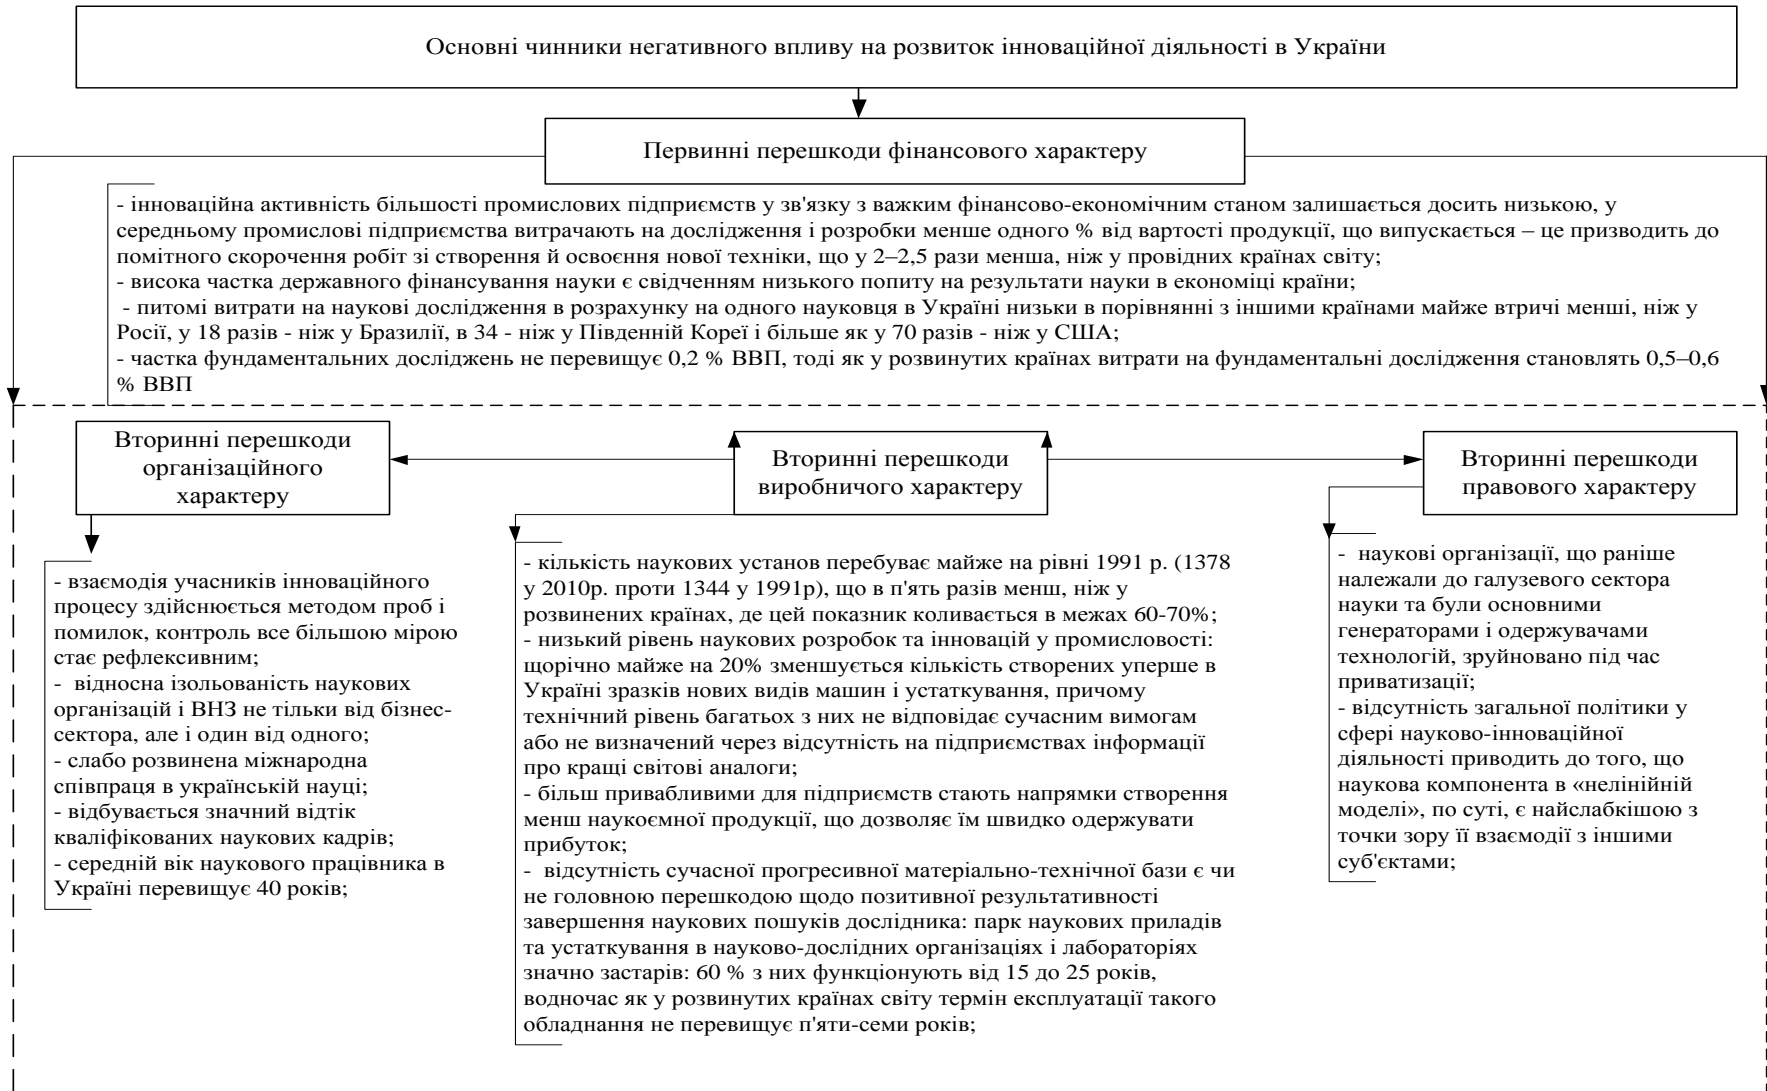 Основні чинники негативного впливу на розвиток інноваційної діяльності в України
Первинні перешкоди фінансового характеру
- інноваційна активність більшості промислових підприємств у зв'язку з важким фінансово-економічним станом залишається досить низькою, у
середньому промислові підприємства витрачають на дослідження і розробки менше одного % від вартості продукції, що випускається – це призводить до
помітного скорочення робіт зі створення й освоєння нової техніки, що у 2–2,5 рази менша, ніж у провідних країнах світу;
- висока частка державного фінансування науки є свідченням низького попиту на результати науки в економіці країни;
- питомі витрати на наукові дослідження в розрахунку на одного науковця в Україні низьки в порівнянні з іншими країнами майже втричі менші, ніж у
Росії, у 18 разів - ніж у Бразилії, в 34 - ніж у Південній Кореї і більше як у 70 разів - ніж у США;
- частка фундаментальних досліджень не перевищує 0,2 % ВВП, тоді як у розвинутих країнах витрати на фундаментальні дослідження становлять 0,5–0,6
% ВВП
Вторинні перешкоди
організаційного
характеру
- взаємодія учасників інноваційного
процесу здійснюється методом проб і
помилок, контроль все більшою мірою
стає рефлексивним;
- відносна ізольованість наукових
організацій і ВНЗ не тільки від бізнес-
сектора, але і один від одного;
- слабо розвинена міжнародна
співпраця в українській науці;
- відбувається значний відтік
кваліфікованих наукових кадрів;
- середній вік наукового працівника в
Україні перевищує 40 років;
Вторинні перешкоди
виробничого характеру
- кількість наукових установ перебуває майже на рівні 1991 р. (1378
у 2010р. проти 1344 у 1991р), що в п'ять разів менш, ніж у
розвинених країнах, де цей показник коливається в межах 60-70%;
- низький рівень наукових розробок та інновацій у промисловості:
щорічно майже на 20% зменшується кількість створених уперше в
Україні зразків нових видів машин і устаткування, причому
технічний рівень багатьох з них не відповідає сучасним вимогам
або не визначений через відсутність на підприємствах інформації
про кращі світові аналоги;
- більш привабливими для підприємств стають напрямки створення
менш наукоємної продукції, що дозволяє їм швидко одержувати
прибуток;
- відсутність сучасної прогресивної матеріально-технічної бази є чи
не головною перешкодою щодо позитивної результативності
завершення наукових пошуків дослідника: парк наукових приладів
та устаткування в науково-дослідних організаціях і лабораторіях
значно застарів: 60 % з них функціонують від 15 до 25 років,
водночас як у розвинутих країнах світу термін експлуатації такого
обладнання не перевищує п'яти-семи років;
Вторинні перешкоди
правового характеру
- наукові організації, що раніше
належали до галузевого сектора
науки та були основними
генераторами і одержувачами
технологій, зруйновано під час
приватизації;
- відсутність загальної політики у
сфері науково-інноваційної
діяльності приводить до того, що
наукова компонента в «нелінійній
моделі», по суті, є найслабкішою з
точки зору її взаємодії з іншими
суб'єктами;